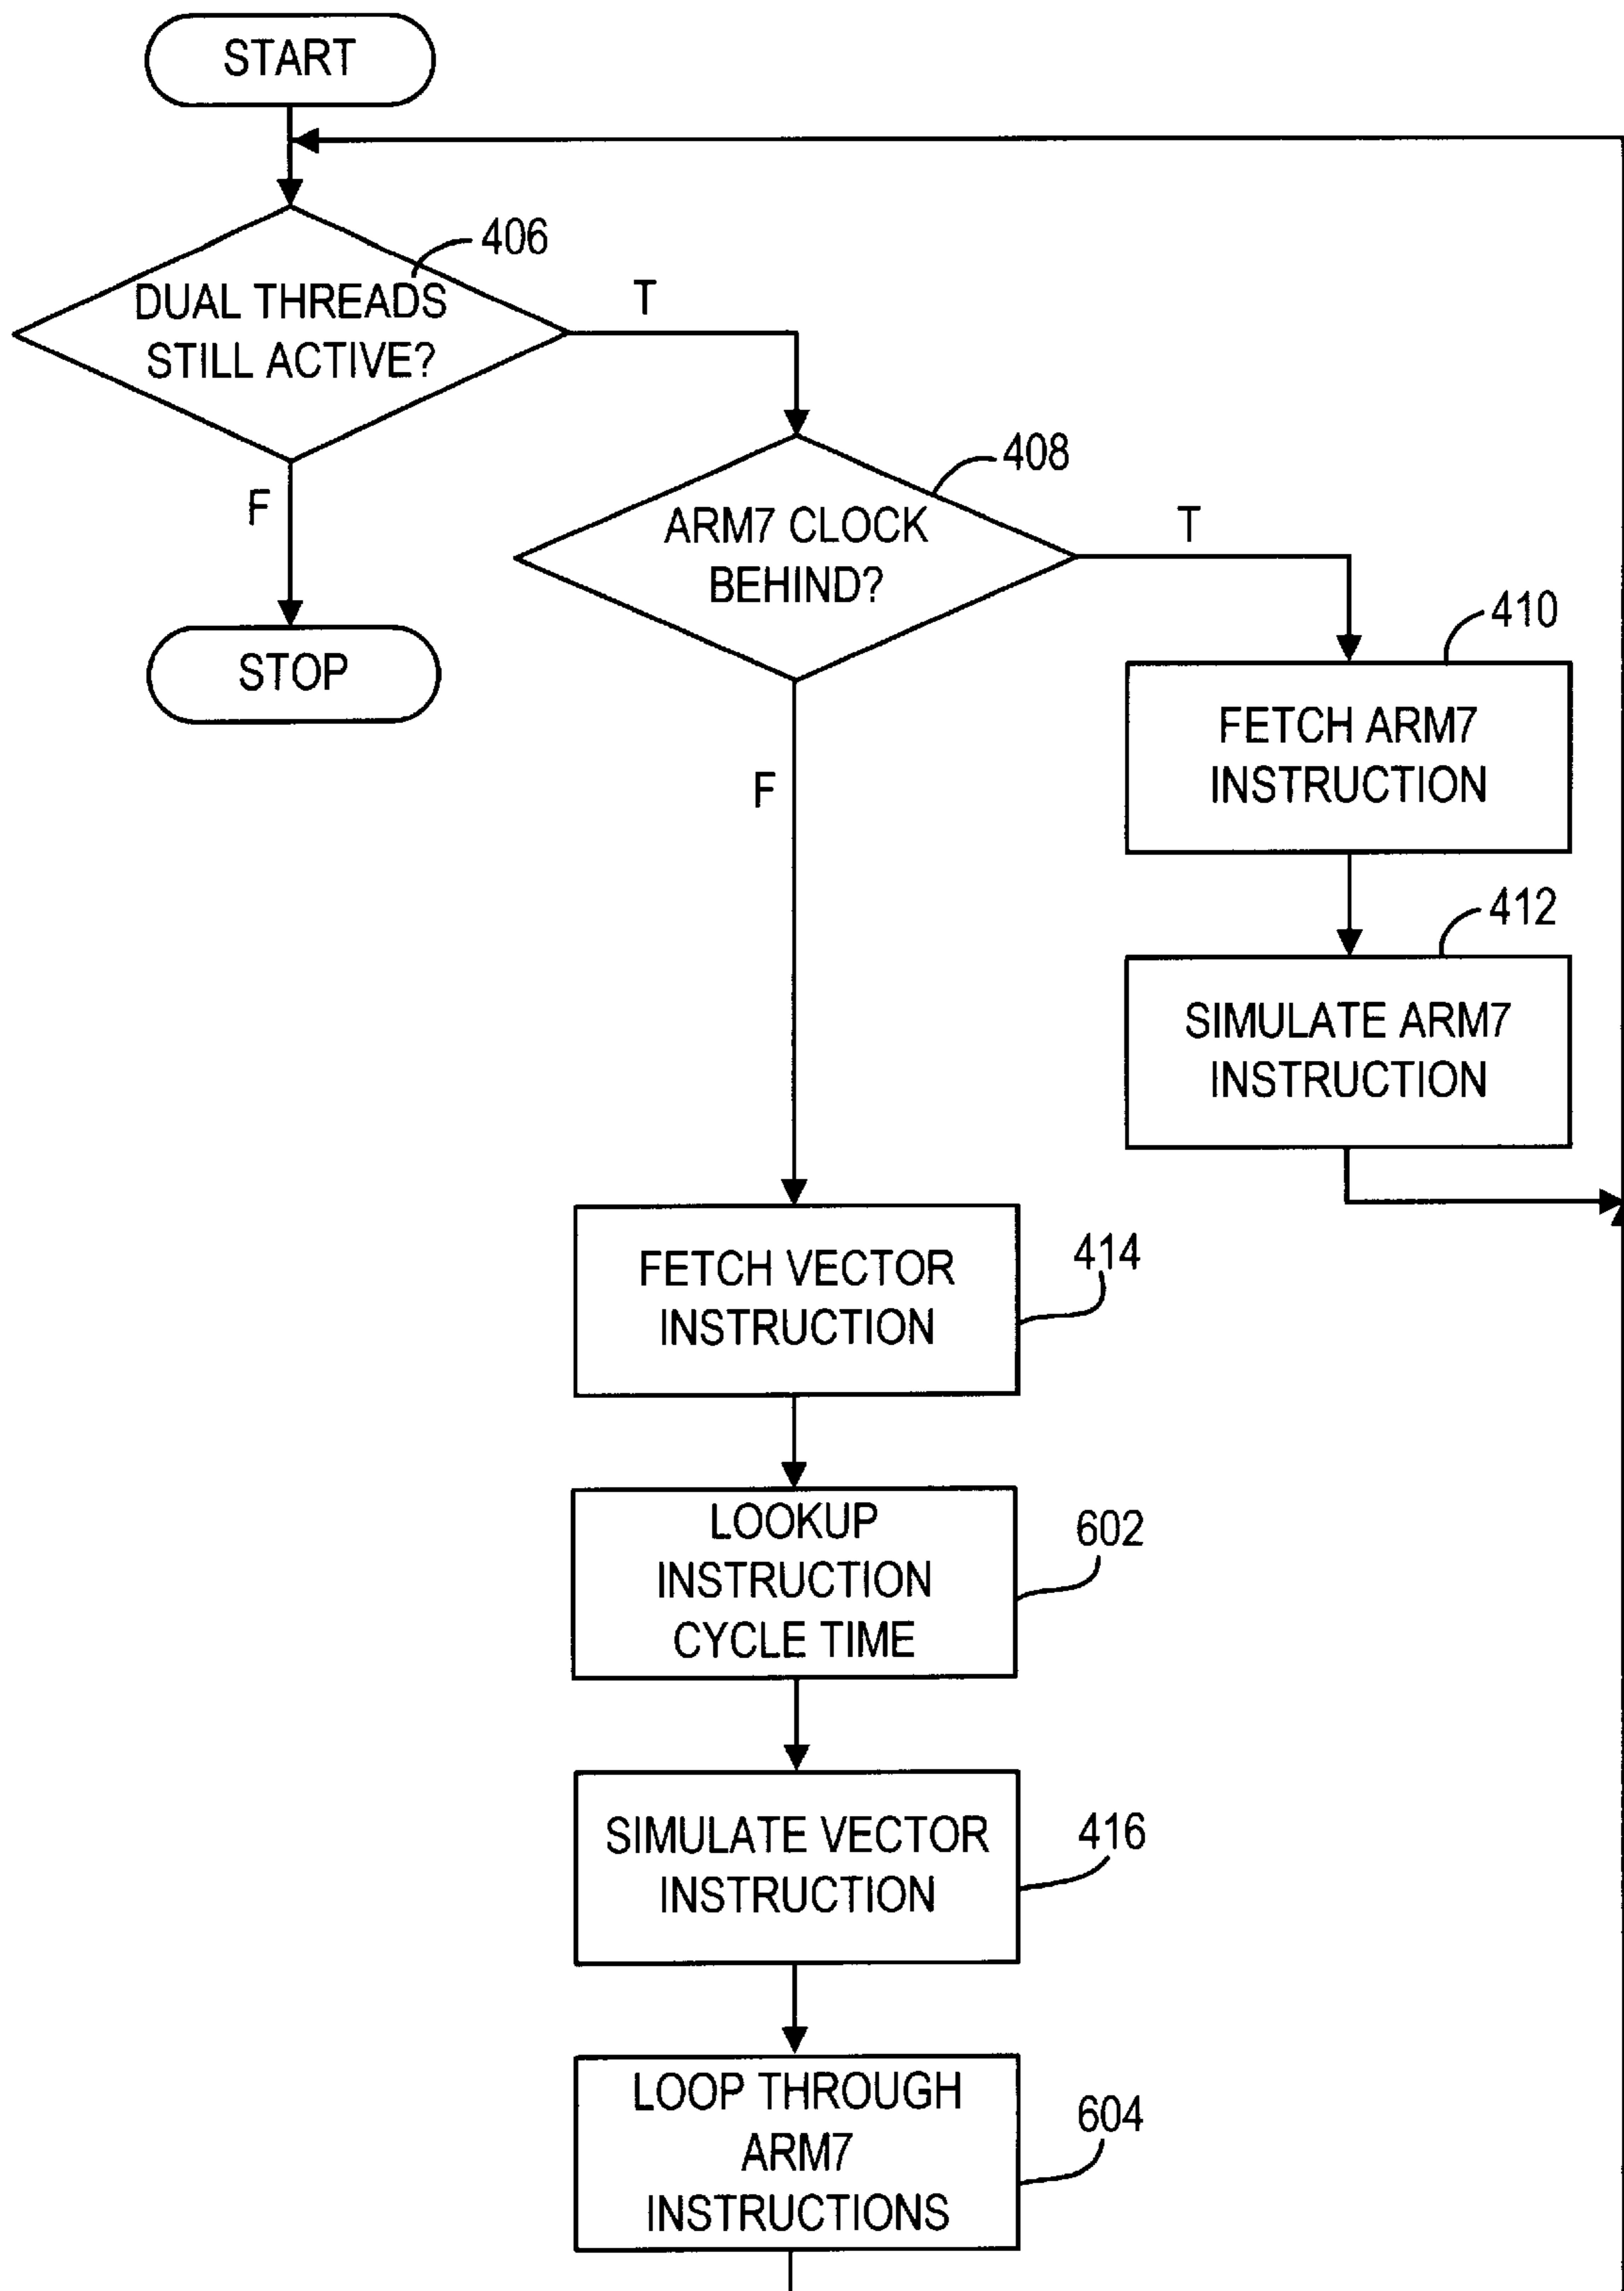 START
406
DUAL THREADS
STILL ACTIVE?
T
F
STOP
408
ARM7 CLOCK
BEHIND?
T
F
410
FETCH ARM7
INSTRUCTION
412
SIMULATE ARM7
INSTRUCTION
FETCH VECTOR
INSTRUCTION
414
LOOKUP
INSTRUCTION
CYCLE TIME
602
SIMULATE VECTOR
INSTRUCTION
416
LOOP THROUGH
ARM7
INSTRUCTIONS
604